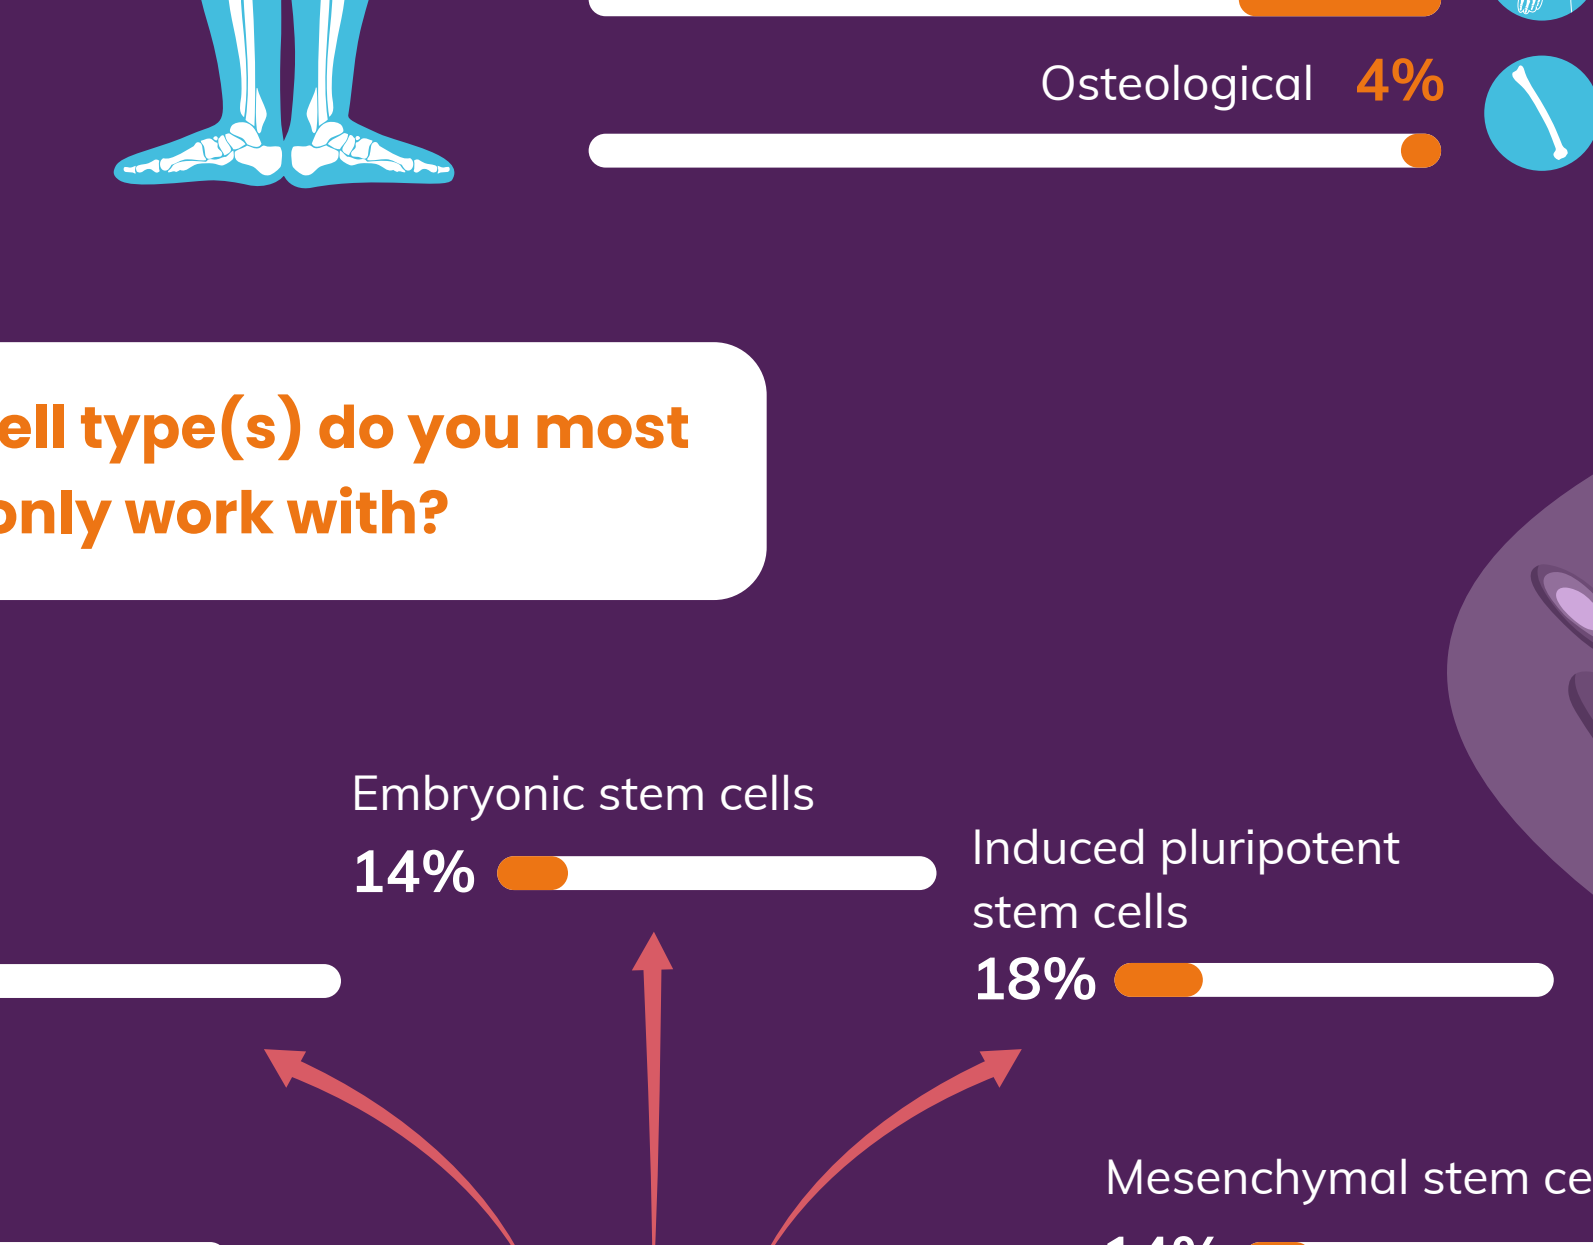 Osteological 4%
ell type(s) do you most
only work with?
Embryonic stem cells
14%
Induced pluripotent
stem cells
18%
Mesenchymal stem ce
14%